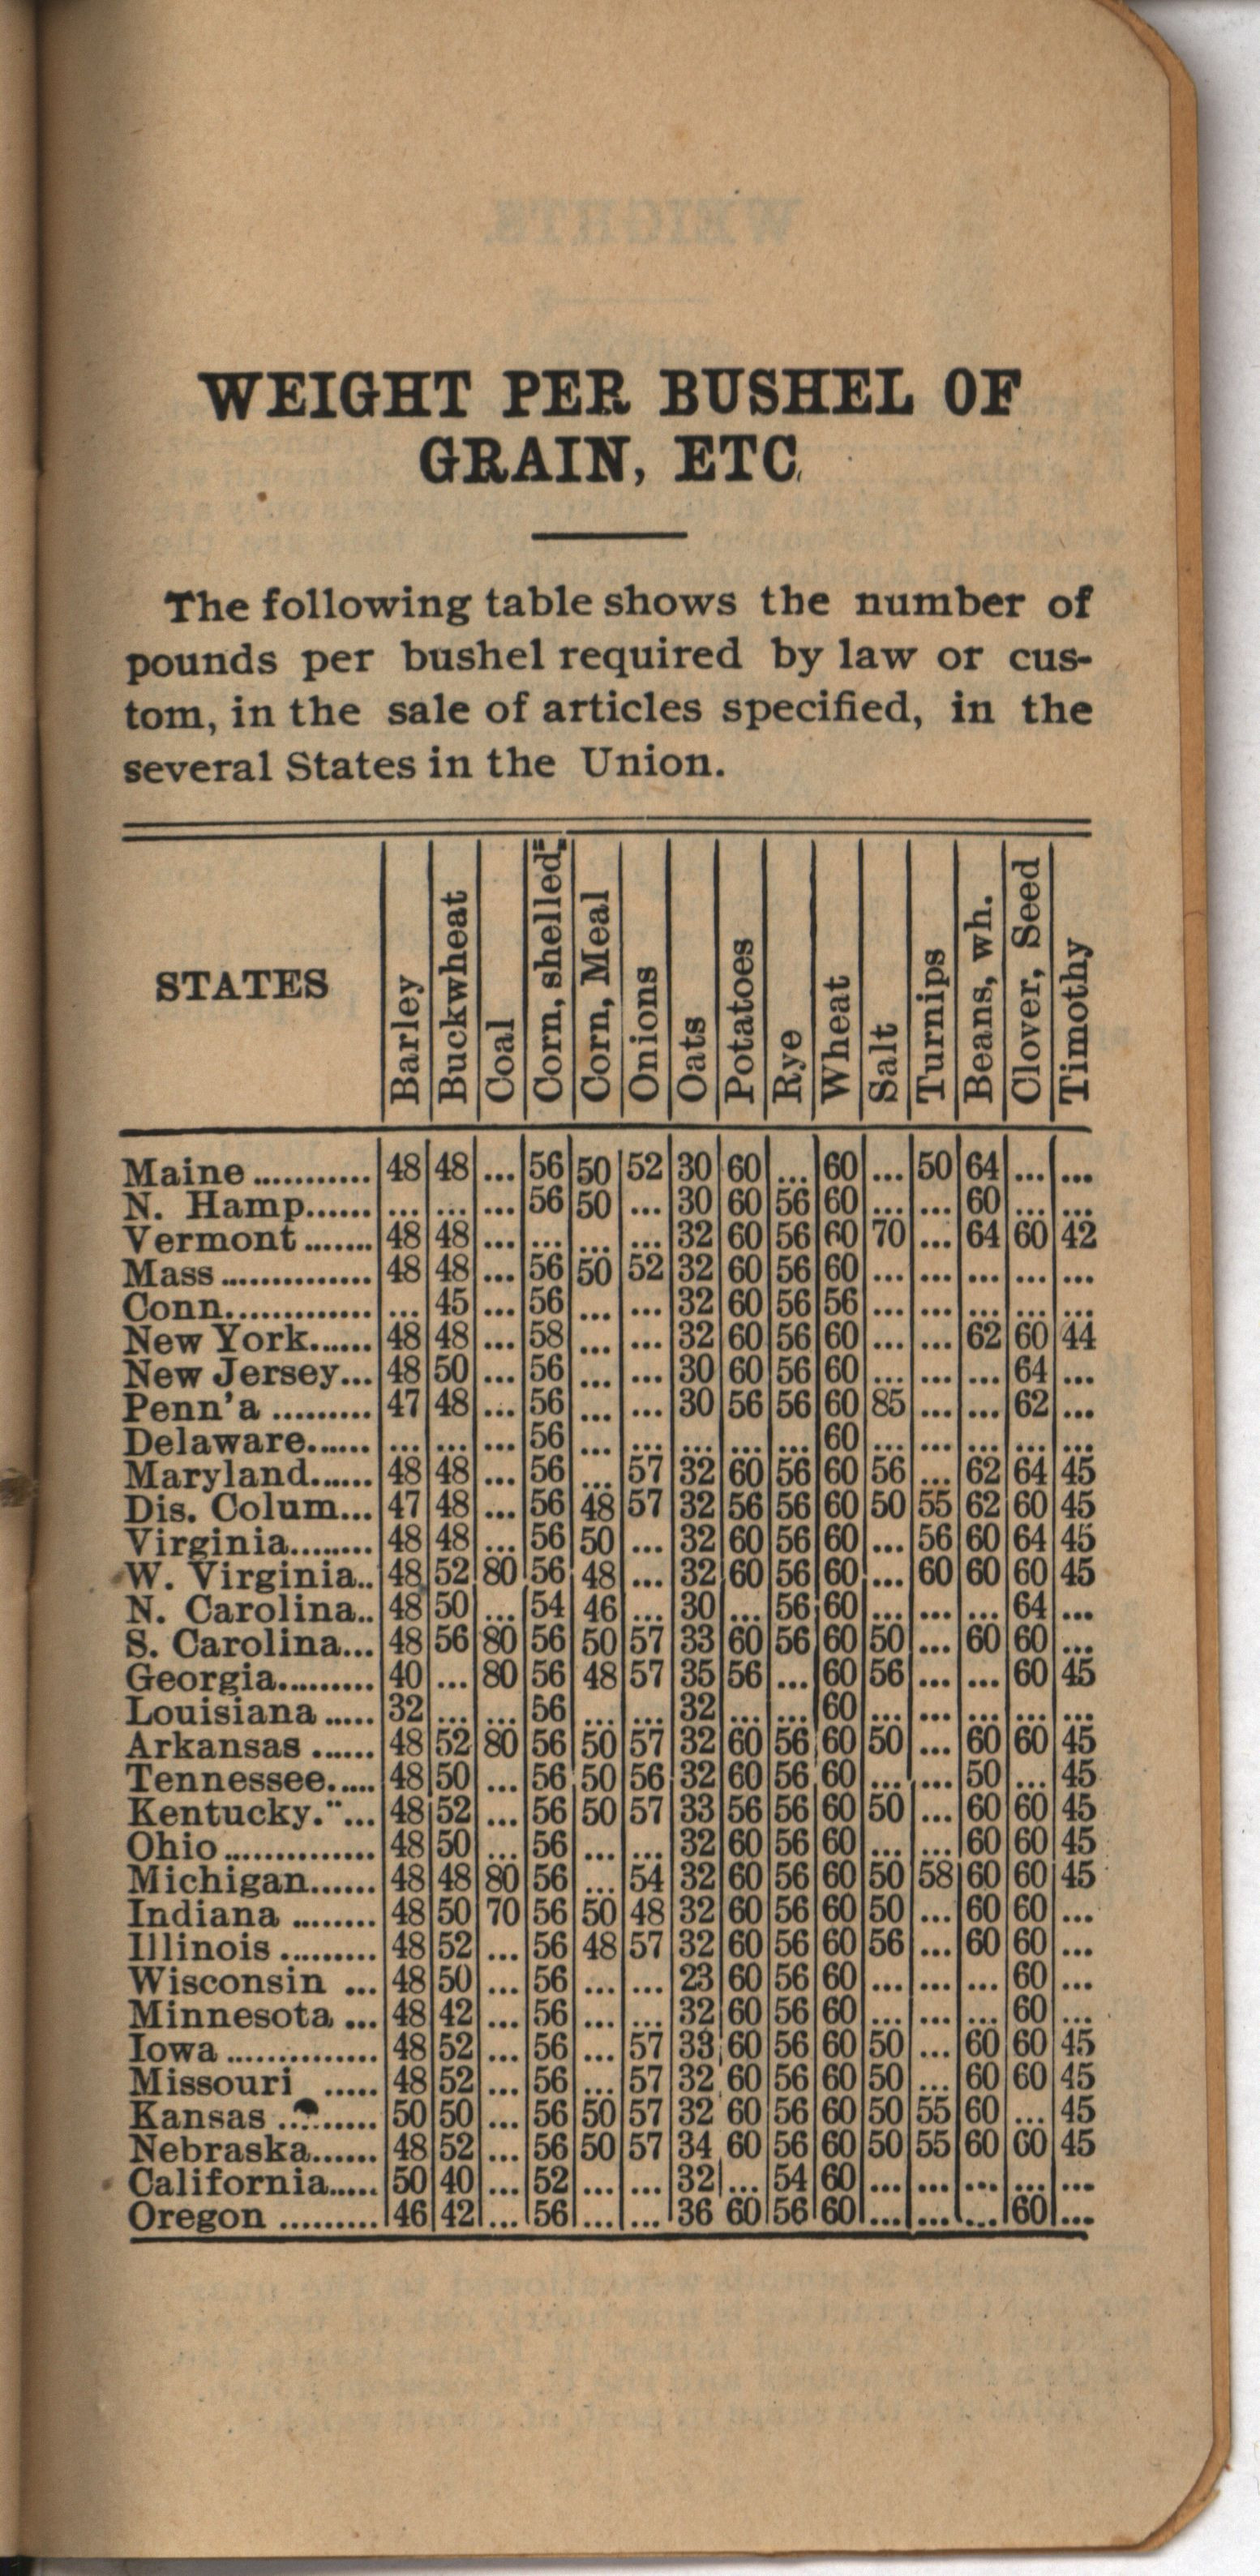 WEIGHT PER BUSHEL OF
GRAIN, ETC.
The following table shows the number of
pounds per bushel required by law or cus-
tom, in the sale of articles specified, in the
several States in the Union.
STATES | Barley | Buckwheat | Coal | Corn, shelled | Corn, Meal | Onions | Oats | Potatoes | Rye | Wheat | Salt | Turnips | Beans, wh. | Clover, Seed | Timothy
Maine........... 48 48 ... 56 50 52 30 60 ... 60 ... 50 64 ... ...
N. Hamp...... ... ... ... 56 50 ... 30 60 56 60 ... ... 60 ... ...
Vermont....... 48 48 ... ... ... ... 32 60 56 60 70 ... 64 60 42
Mass.............. 48 48 ... 56 50 52 32 60 56 60 ... ... ... ... ...
Conn............. ... 45 ... 56 ... ... 32 60 56 56 ... ... ... ... ...
New York...... 48 48 ... 58 ... ... 32 60 56 60 ... ... 62 60 44
New Jersey... 48 50 ... 56 ... ... 30 60 56 60 ... ... ... 64 ...
Penn'a ......... 47 48 ... 56 ... ... 30 56 56 60 85 ... ... 62 ...
Delaware...... ... ... ... 56 ... ... ... ... ... 60 ... ... ... ... ...
Maryland...... 48 48 ... 56 ... 57 32 60 56 60 56 ... 62 64 45
Dis. Colum... 47 48 ... 56 48 57 32 56 56 60 50 55 62 60 45
Virginia........ 48 48 ... 56 50 ... 32 60 56 60 ... 56 60 64 45
W. Virginia.. 48 52 80 56 48 ... 32 60 56 60 ... 60 60 60 45
N. Carolina.. 48 50 ... 54 46 ... 30 ... 56 60 ... ... ... 64 ...
S. Carolina... 48 56 80 56 50 57 33 60 56 60 50 ... 60 60 ...
Georgia......... 40 ... 80 56 48 57 35 56 ... 60 56 ... ... 60 45
Louisiana ..... 32 ... ... 56 ... ... 32 ... ... 60 ... ... ... ... ...
Arkansas ...... 48 52 80 56 50 57 32 60 56 60 50 ... 60 60 45
Tennessee..... 48 50 ... 56 50 56 32 60 56 60 ... ... 50 ... 45
Kentucky..... 48 52 ... 56 50 57 33 56 56 60 50 ... 60 60 45
Ohio.............. 48 50 ... 56 ... ... 32 60 56 60 ... ... 60 60 45
Michigan...... 48 48 80 56 ... 54 32 60 56 60 50 58 60 60 45
Indiana ........ 48 50 70 56 50 48 32 60 56 60 50 ... 60 60 ...
Illinois ......... 48 52 ... 56 48 57 32 60 56 60 56 ... 60 60 ...
Wisconsin ... 48 50 ... 56 ... ... 23 60 56 60 ... ... ... 60 ...
Minnesota ... 48 42 ... 56 ... ... 32 60 56 60 ... ... ... 60 ...
Iowa .............. 48 52 ... 56 ... 57 33 60 56 60 50 ... 60 60 45
Missouri ..... 48 52 ... 56 ... 57 32 60 56 60 50 ... 60 60 45
Kansas ......... 50 50 ... 56 50 57 32 60 56 60 50 55 60 ... 45
Nebraska...... 48 52 ... 56 50 57 34 60 56 60 50 55 60 60 45
California..... 50 40 ... 52 ... ... 32 ... 54 60 ... ... ... ... ...
Oregon ......... 46 42 ... 56 ... ... 36 60 56 60 ... ... ... 60 ...